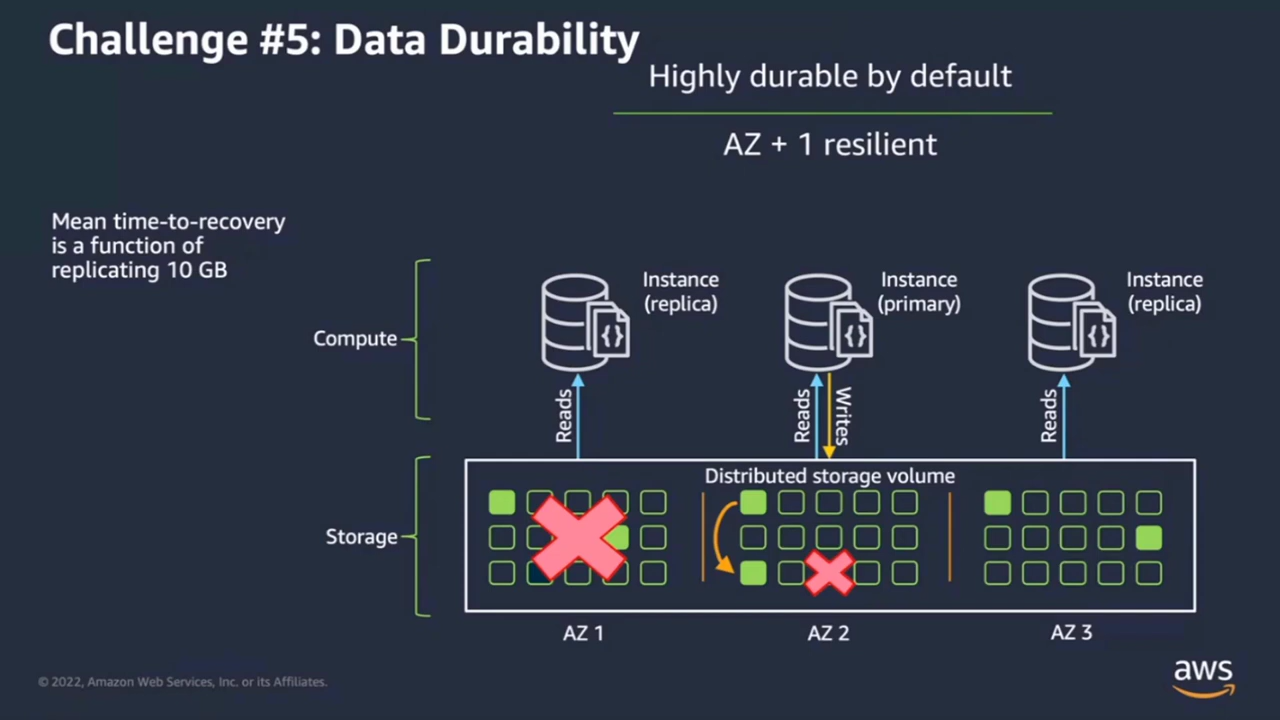 Challenge #5: Data Durability
Highly durable by default
AZ + 1 resilient
Mean time-to-recovery
is a function of
replicating 10 GB
Compute
Instance
(replica)
Instance
(primary)
Instance
(replica)
Reads
Reads
Writes
Reads
Storage
Distributed storage volume
AZ 1
AZ 2
AZ 3
© 2022, Amazon Web Services, Inc. or its Affiliates.
aws